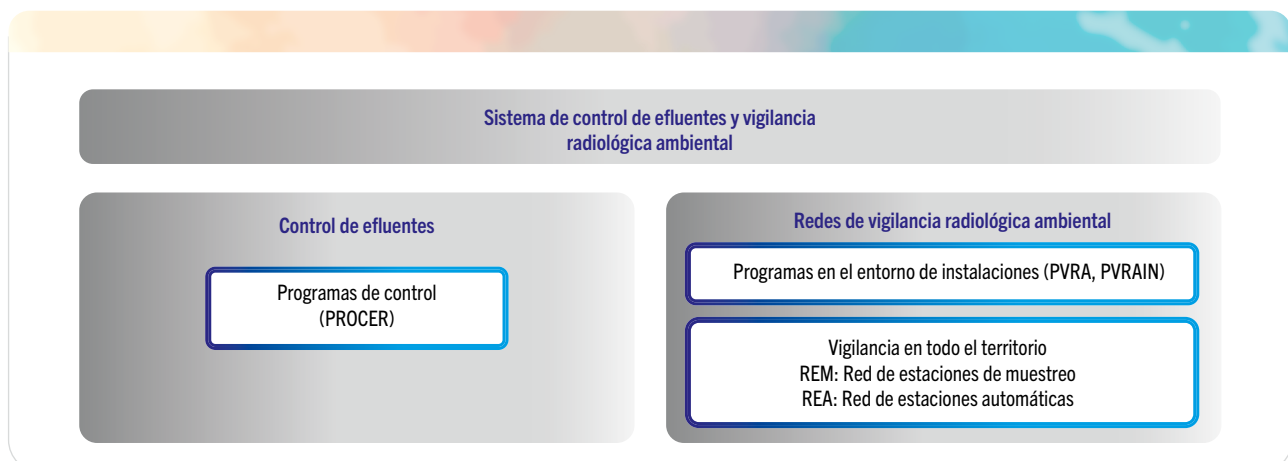 Sistema de control de efluentes y vigilancia
radiológica ambiental
Control de efluentes
Programas de control
(PROCER)
Redes de vigilancia radiológica ambiental
Programas en el entorno de instalaciones (PVRA, PVRAIN)
Vigilancia en todo el territorio
REM: Red de estaciones de muestreo
REA: Red de estaciones automáticas